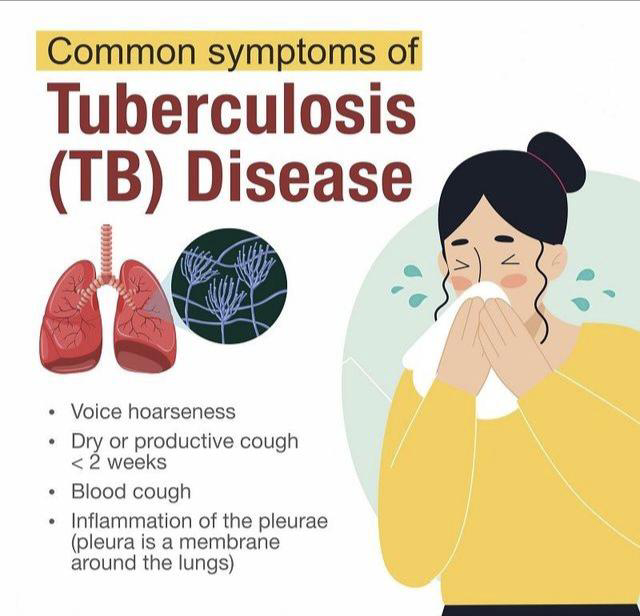 Common symptoms of
Tuberculosis
(TB) Disease
• Voice hoarseness
• Dry or productive cough
< 2 weeks
• Blood cough
• Inflammation of the pleurae
(pleura is a membrane
around the lungs)